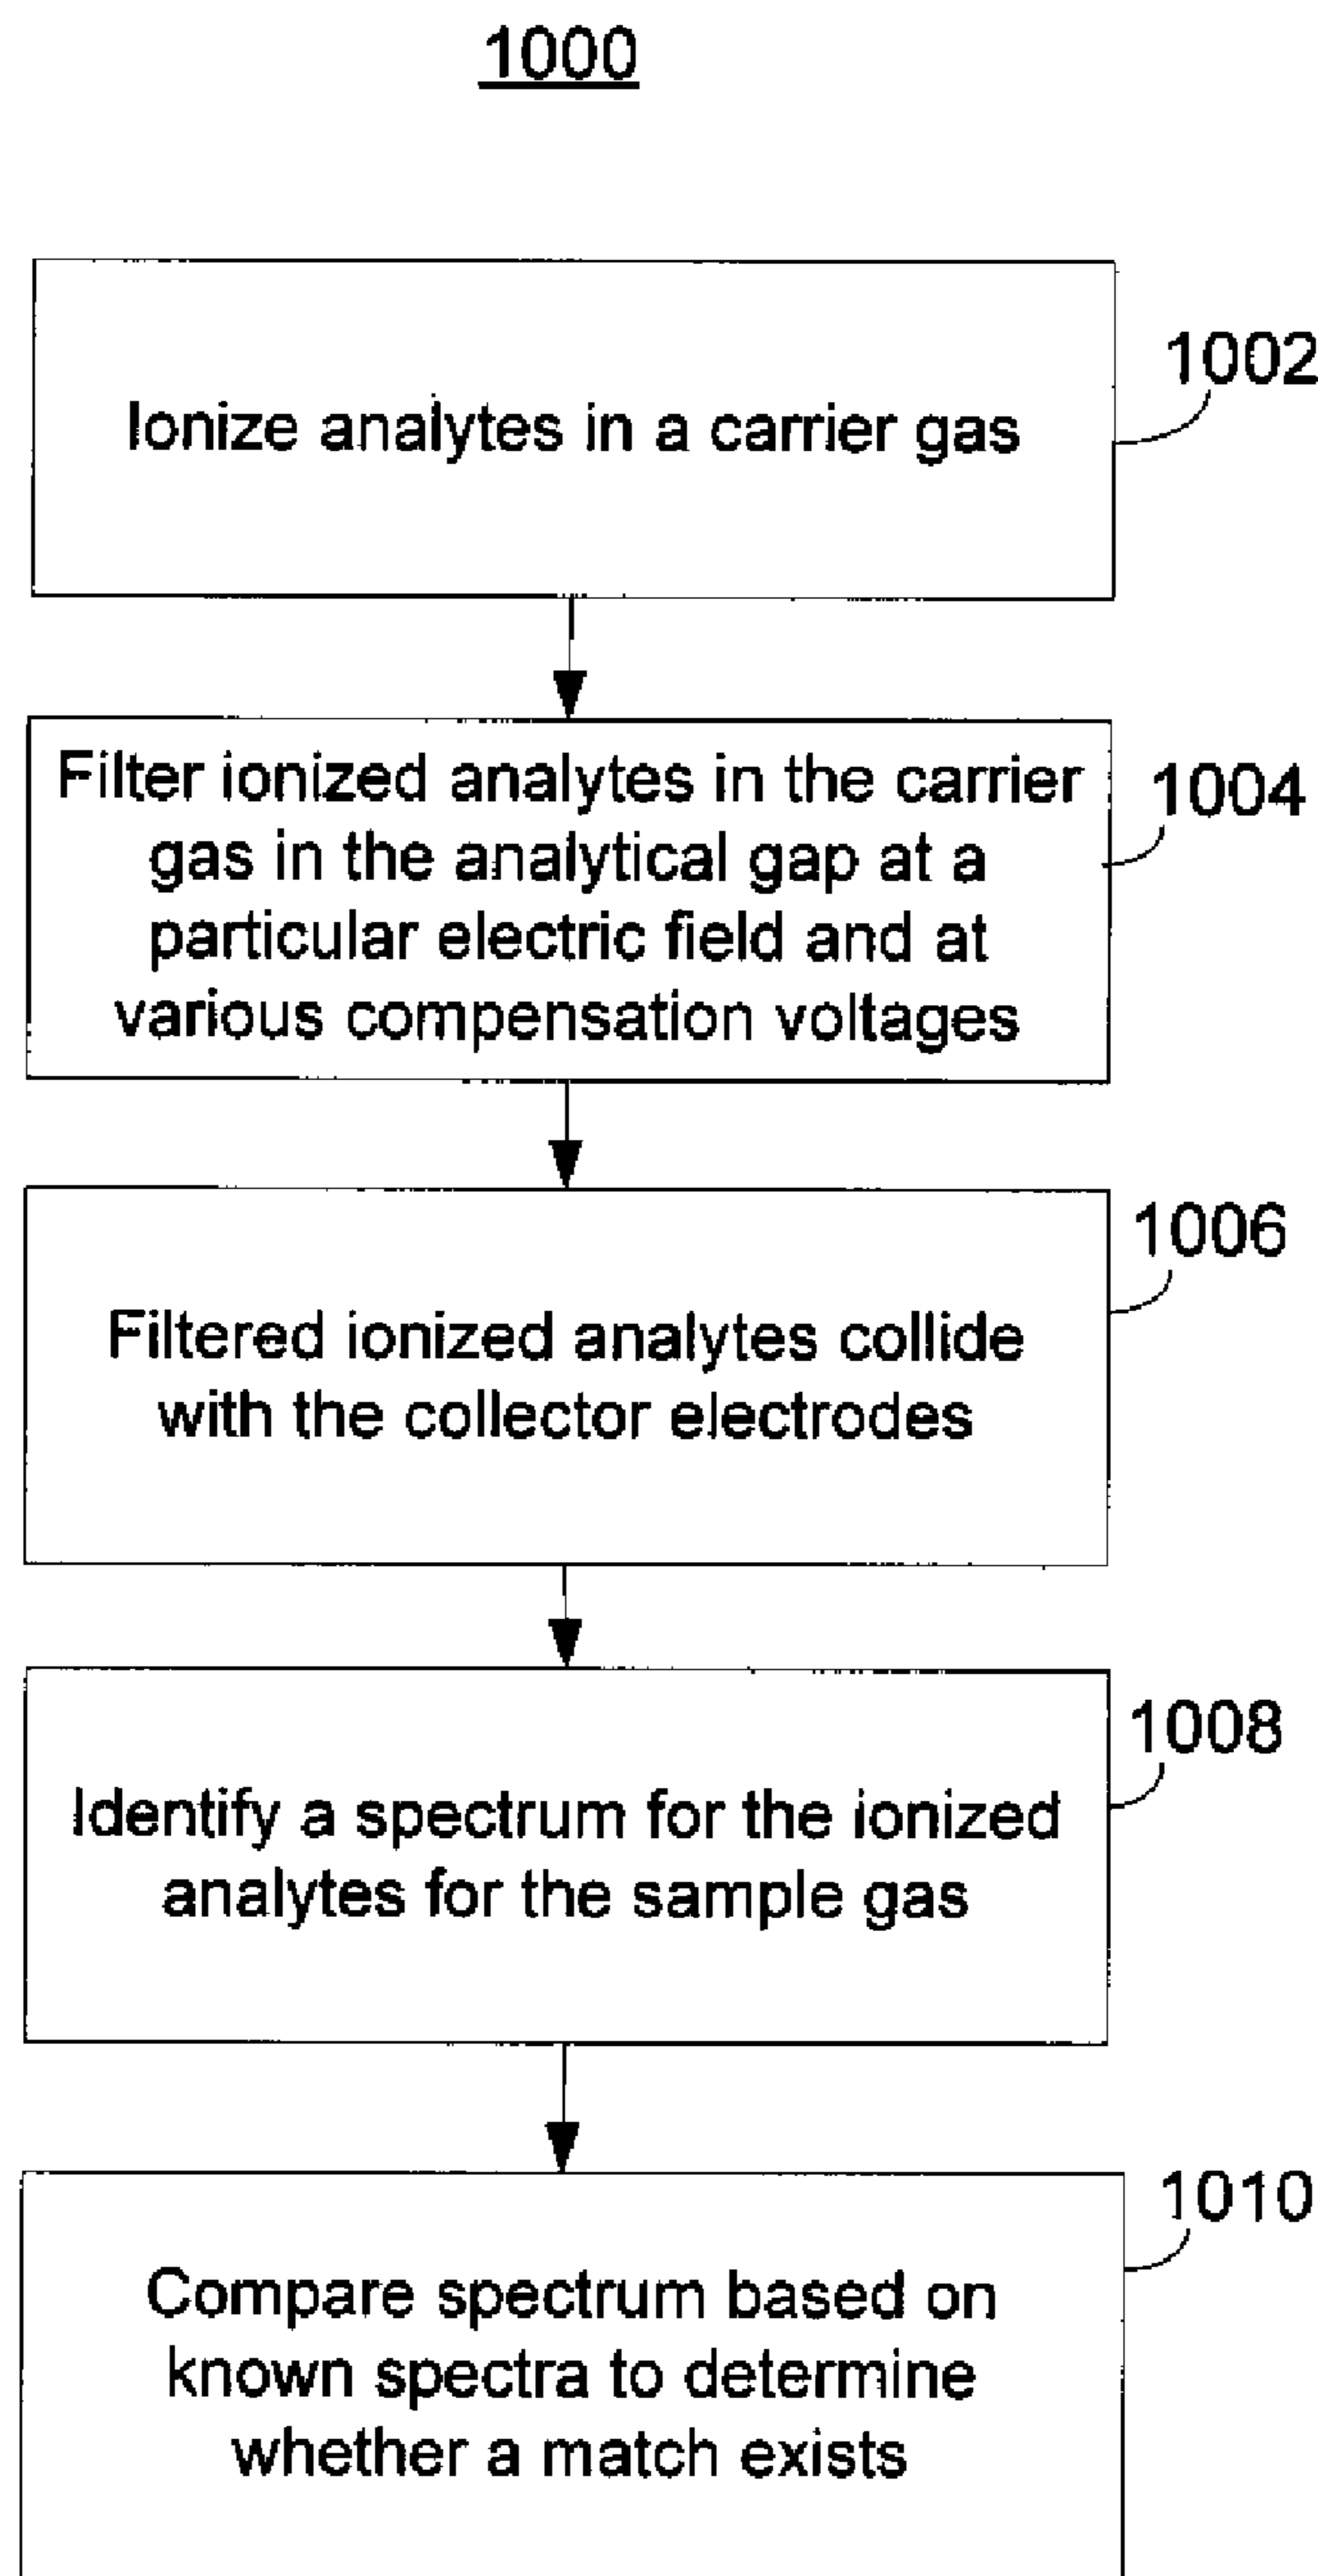 1000
Ionize analytes in a carrier gas
1002
Filter ionized analytes in the carrier
gas in the analytical gap at a
particular electric field and at
various compensation voltages
1004
Filtered ionized analytes collide
with the collector electrodes
1006
Identify a spectrum for the ionized
analytes for the sample gas
1008
Compare spectrum based on
known spectra to determine
whether a match exists
1010